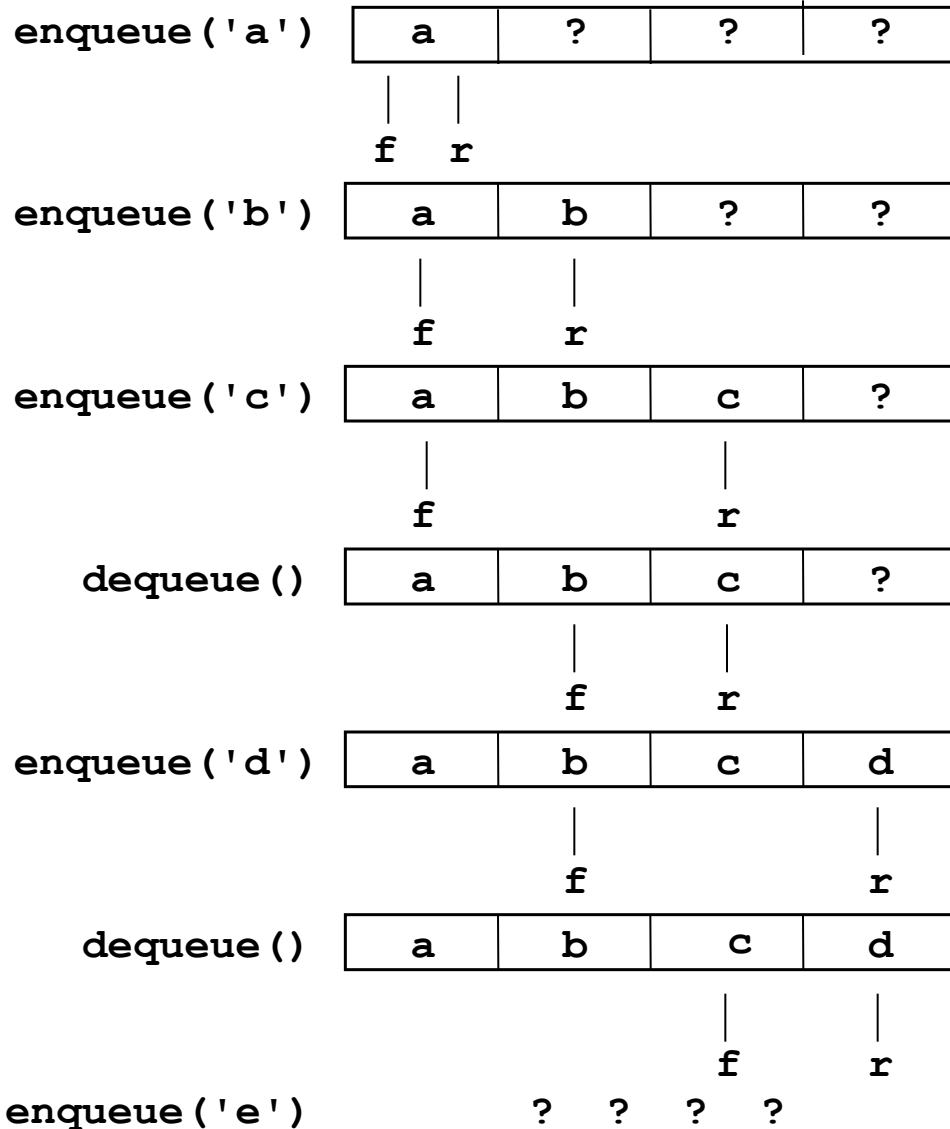 enqueue('a') a ? ? ?
f r
enqueue('b') a b ? ?
f r
enqueue('c') a b c ?
f r
dequeue() a b c ?
f r
enqueue('d') a b c d
f r
dequeue() a b c d
f r
enqueue('e') ? ? ? ?